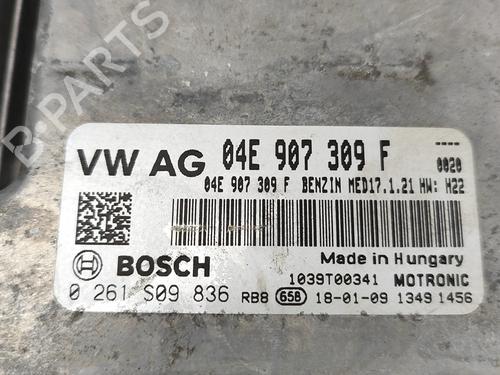 B-PARTS
VW AG 04E 907 309 F
0020
04E 907 309 F BENZIN MED17.1.21 HW: H22
BOSCH
Made in Hungary
1039T00341 MOTRONIC
0 261 S09 836 RB8 658 18-01-09 1349 1456